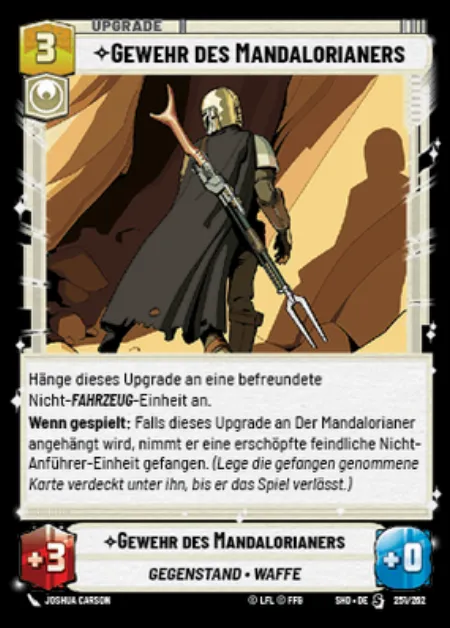 UPGRADE
3
✧GEWEHR DES MANDALORIANERS
Hänge dieses Upgrade an eine befreundete
Nicht-FAHRZEUG-Einheit an.
Wenn gespielt: Falls dieses Upgrade an Der Mandalorianer
angehängt wird, nimmt er eine erschöpfte feindliche Nicht-
Anführer-Einheit gefangen. (Lege die gefangen genommene
Karte verdeckt unter ihn, bis er das Spiel verlässt.)
+3
✧GEWEHR DES MANDALORIANERS
+0
GEGENSTAND • WAFFE
JOSHUA CARSON
© LFL © FFG
SHD • DE
251/262